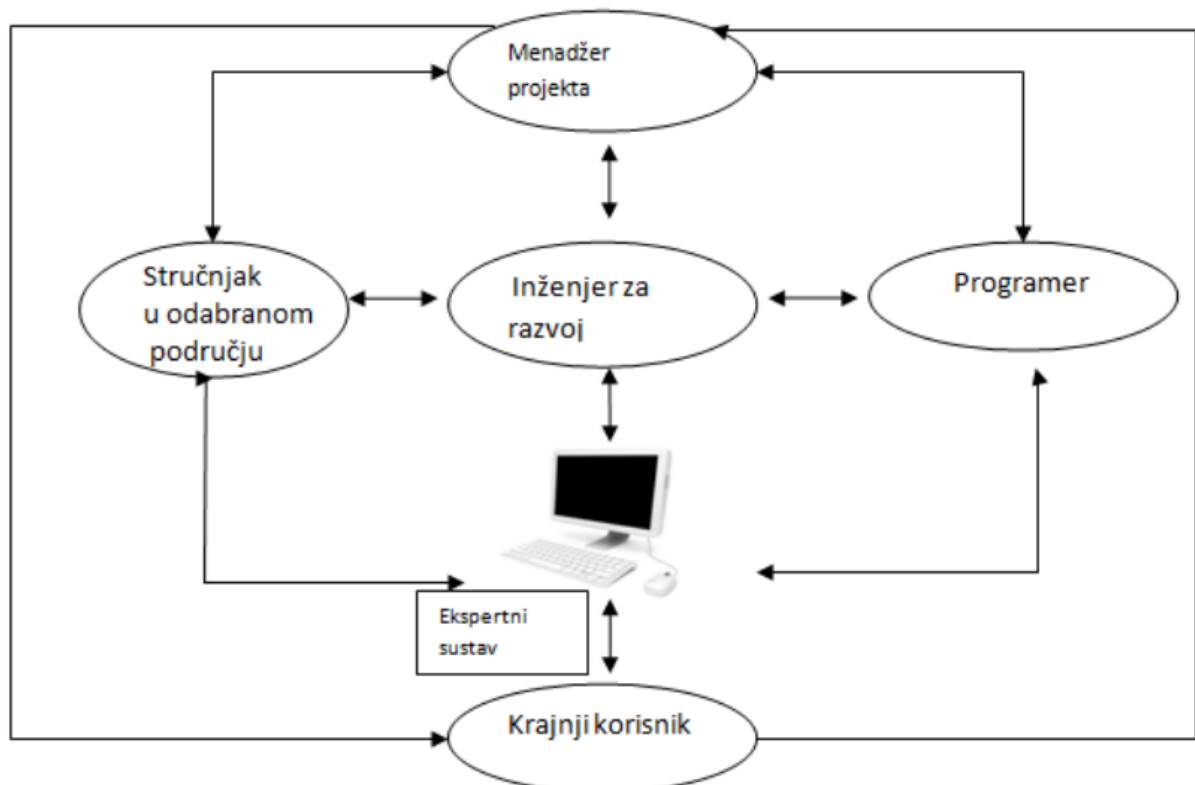 Menadžer
projekta
Stručnjak
u odabranom
području
Inženjer za
razvoj
Programer
Ekspertni
sustav
Krajnji korisnik